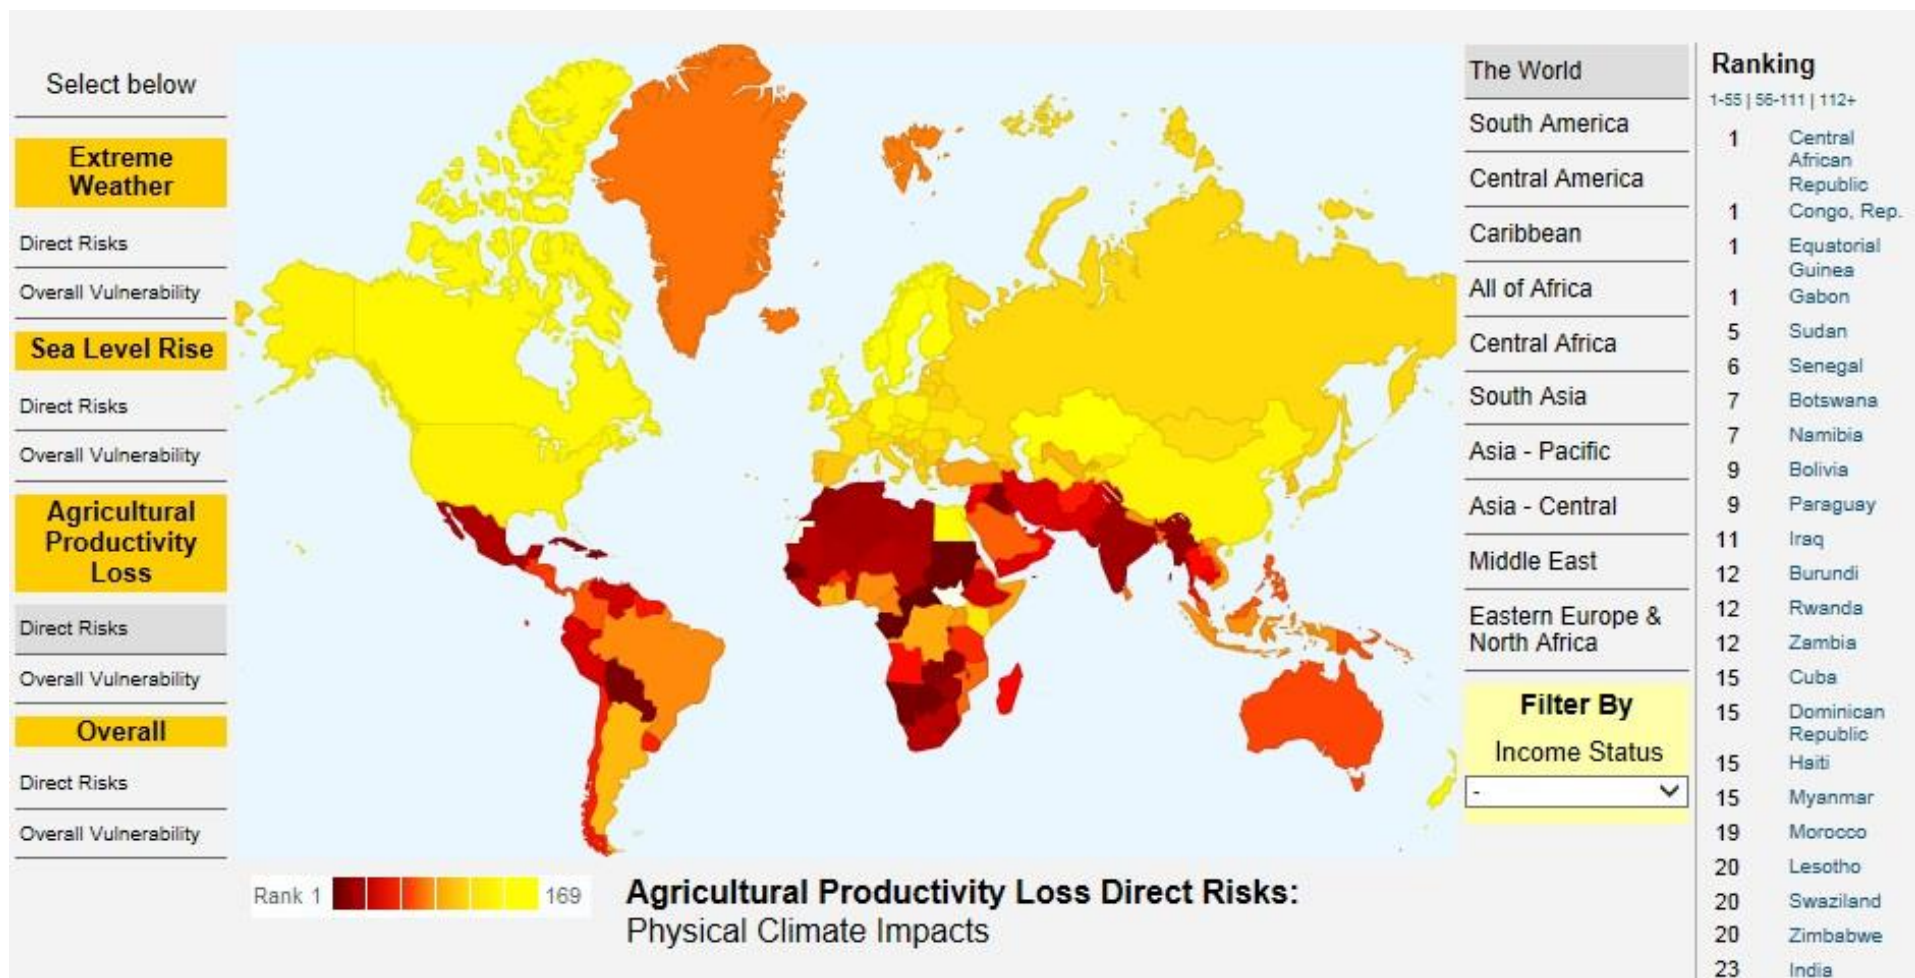 Select below
Extreme
Weather
Direct Risks
Overall Vulnerability
Sea Level Rise
Direct Risks
Overall Vulnerability
Agricultural
Productivity
Loss
Direct Risks
Overall Vulnerability
Overall
Direct Risks
Overall Vulnerability
Rank 1
169
Agricultural Productivity Loss Direct Risks:
Physical Climate Impacts
The World
South America
Central America
Caribbean
All of Africa
Central Africa
South Asia
Asia - Pacific
Asia - Central
Middle East
Eastern Europe &
North Africa
Filter By
Income Status
-
Ranking
1-55 | 56-111 | 112+
1 Central
African
Republic
1 Congo, Rep.
1 Equatorial
Guinea
1 Gabon
5 Sudan
6 Senegal
7 Botswana
7 Namibia
9 Bolivia
9 Paraguay
11 Iraq
12 Burundi
12 Rwanda
12 Zambia
15 Cuba
15 Dominican
Republic
15 Haiti
15 Myanmar
19 Morocco
20 Lesotho
20 Swaziland
20 Zimbabwe
23 India